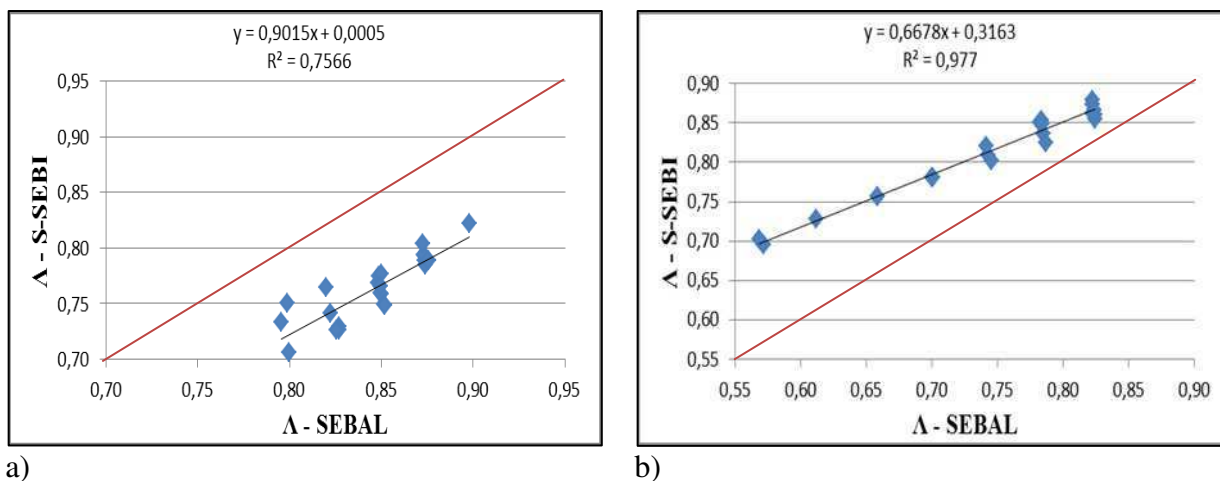 y = 0,9015x + 0,0005
R² = 0,7566
0,95
0,90
0,85
0,80
0,75
0,70
0,70 0,75 0,80 0,85 0,90 0,95
Λ - S-SEBI
Λ - SEBAL
a)
y = 0,6678x + 0,3163
R² = 0,977
0,90
0,85
0,80
0,75
0,70
0,65
0,60
0,55
0,55 0,60 0,65 0,70 0,75 0,80 0,85 0,90
Λ - S-SEBI
Λ - SEBAL
b)